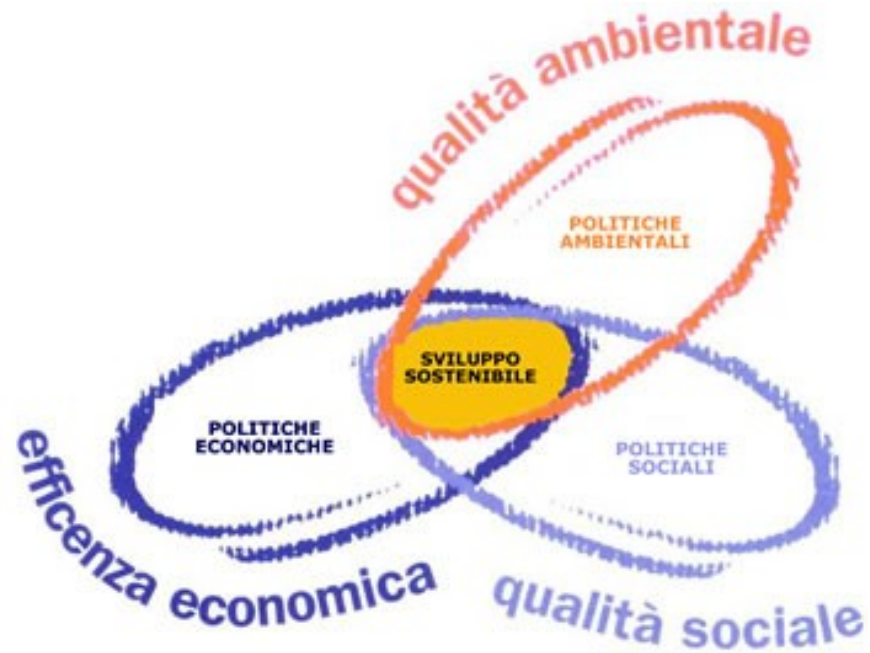 qualità ambientale
POLITICHE
AMBIENTALI
SVILUPPO
SOSTENIBILE
POLITICHE
ECONOMICHE
POLITICHE
SOCIALI
efficenza economica
qualità sociale